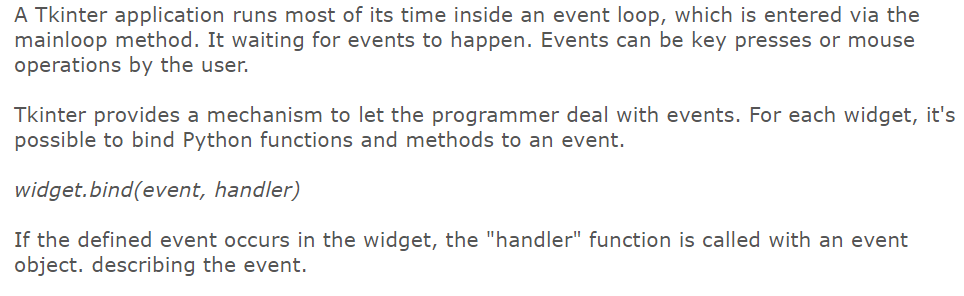 A Tkinter application runs most of its time inside an event loop, which is entered via the
mainloop method. It waiting for events to happen. Events can be key presses or mouse
operations by the user.
Tkinter provides a mechanism to let the programmer deal with events. For each widget, it's
possible to bind Python functions and methods to an event.
widget.bind(event, handler)
If the defined event occurs in the widget, the "handler" function is called with an event
object. describing the event.